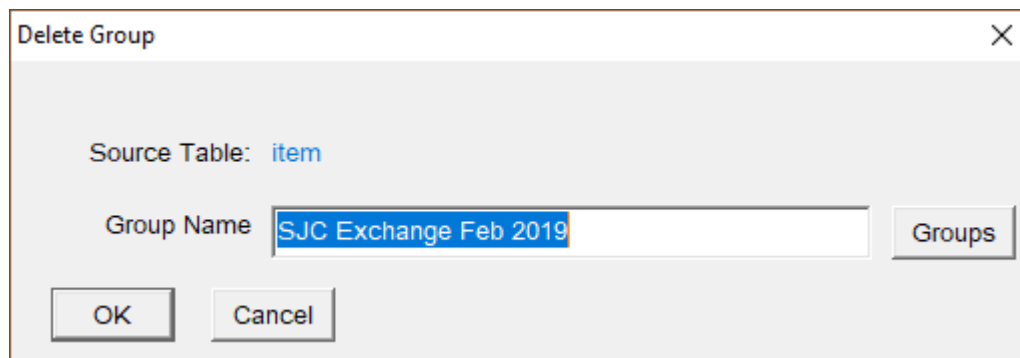 Delete Group
Source Table: item
Group Name SJC Exchange Feb 2019 Groups
OK Cancel